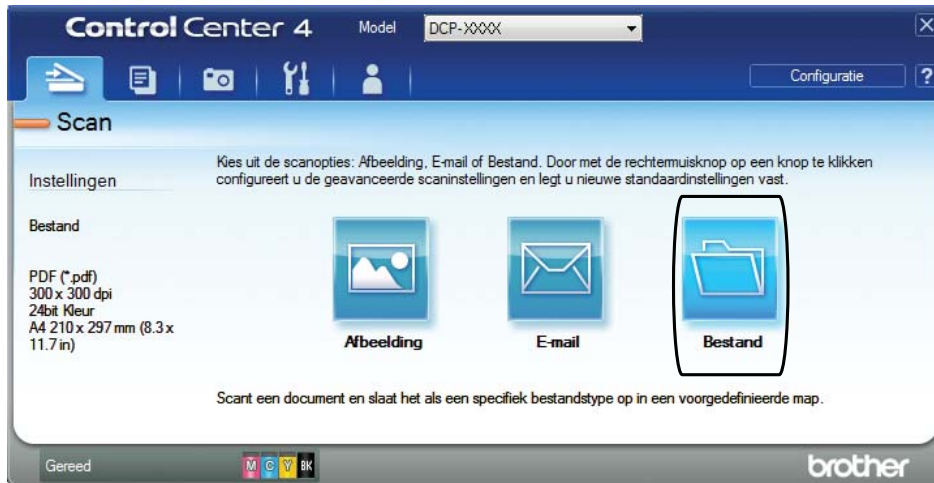 Control Center 4
Model
DCP-XXXX
X
Configuratie
?
Scan
Instellingen
Kies uit de scanopties: Afbeelding, E-mail of Bestand. Door met de rechtermuisknop op een knop te klikken
configureert u de geavanceerde scaninstellingen en legt u nieuwe standaardinstellingen vast.
Bestand
PDF (*.pdf)
300 x 300 dpi
24bit Kleur
A4 210 x 297 mm (8.3 x
11.7 in)
Afbeelding
E-mail
Bestand
Scant een document en slaat het als een specifiek bestandstype op in een voorgedefinieerde map.
Gereed
M C Y BK
brother